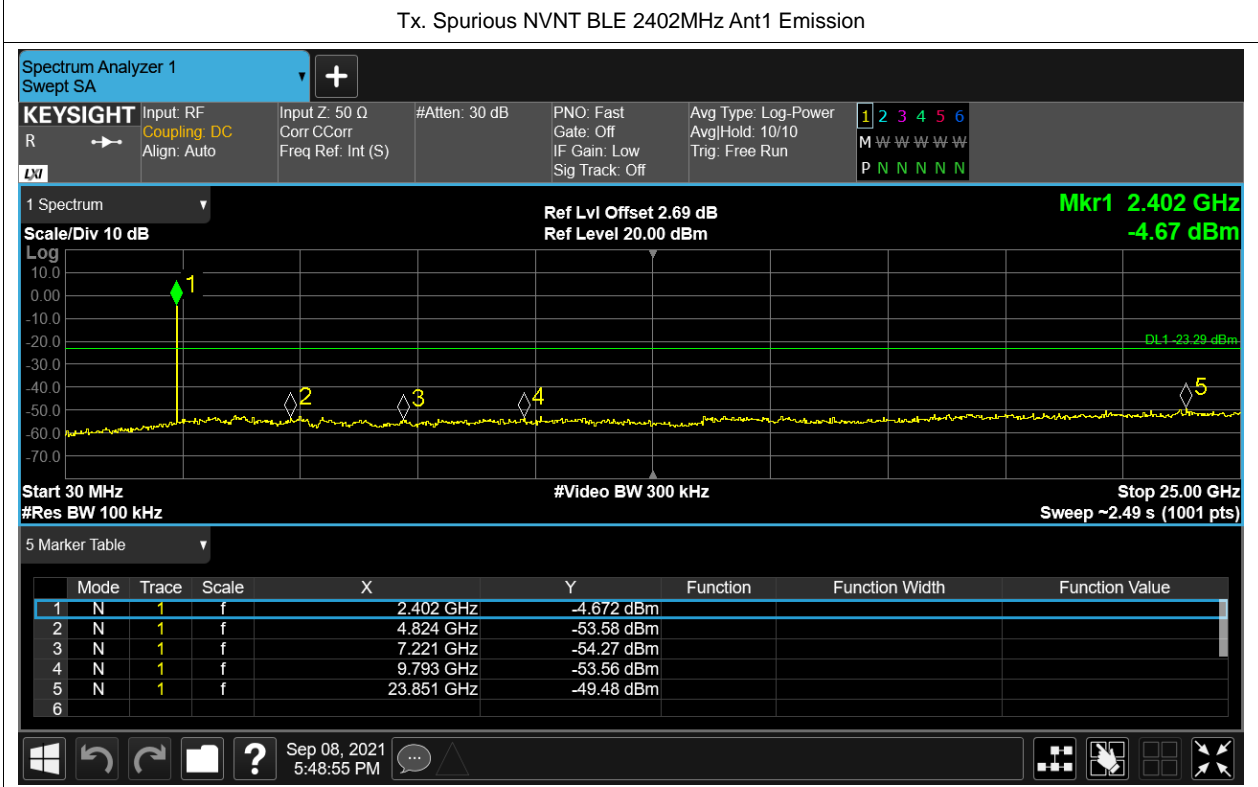 Tx. Spurious NVNT BLE 2402MHz Ant1 Emission
Spectrum Analyzer 1
Swept SA
KEYSIGHT Input: RF Input Z: 50 Ω #Atten: 30 dB PNO: Fast Avg Type: Log-Power 1 2 3 4 5 6
R Coupling: DC Corr CCorr Gate: Off Avg|Hold: 10/10 M W W W W W
Align: Auto Freq Ref: Int (S) IF Gain: Low Trig: Free Run
LXI Sig Track: Off P N N N N N
1 Spectrum Ref Lvl Offset 2.69 dB Mkr1 2.402 GHz
Scale/Div 10 dB Ref Level 20.00 dBm -4.67 dBm
Log
10.0
1
0.00
-10.0
-20.0
DL1 -23.29 dBm
-30.0
-40.0
2 3 4 5
-50.0
-60.0
-70.0
Start 30 MHz #Video BW 300 kHz Stop 25.00 GHz
#Res BW 100 kHz Sweep ~2.49 s (1001 pts)
5 Marker Table
Mode Trace Scale X Y Function Function Width Function Value
1 N 1 f 2.402 GHz -4.672 dBm
2 N 1 f 4.824 GHz -53.58 dBm
3 N 1 f 7.221 GHz -54.27 dBm
4 N 1 f 9.793 GHz -53.56 dBm
5 N 1 f 23.851 GHz -49.48 dBm
6
? Sep 08, 2021
5:48:55 PM